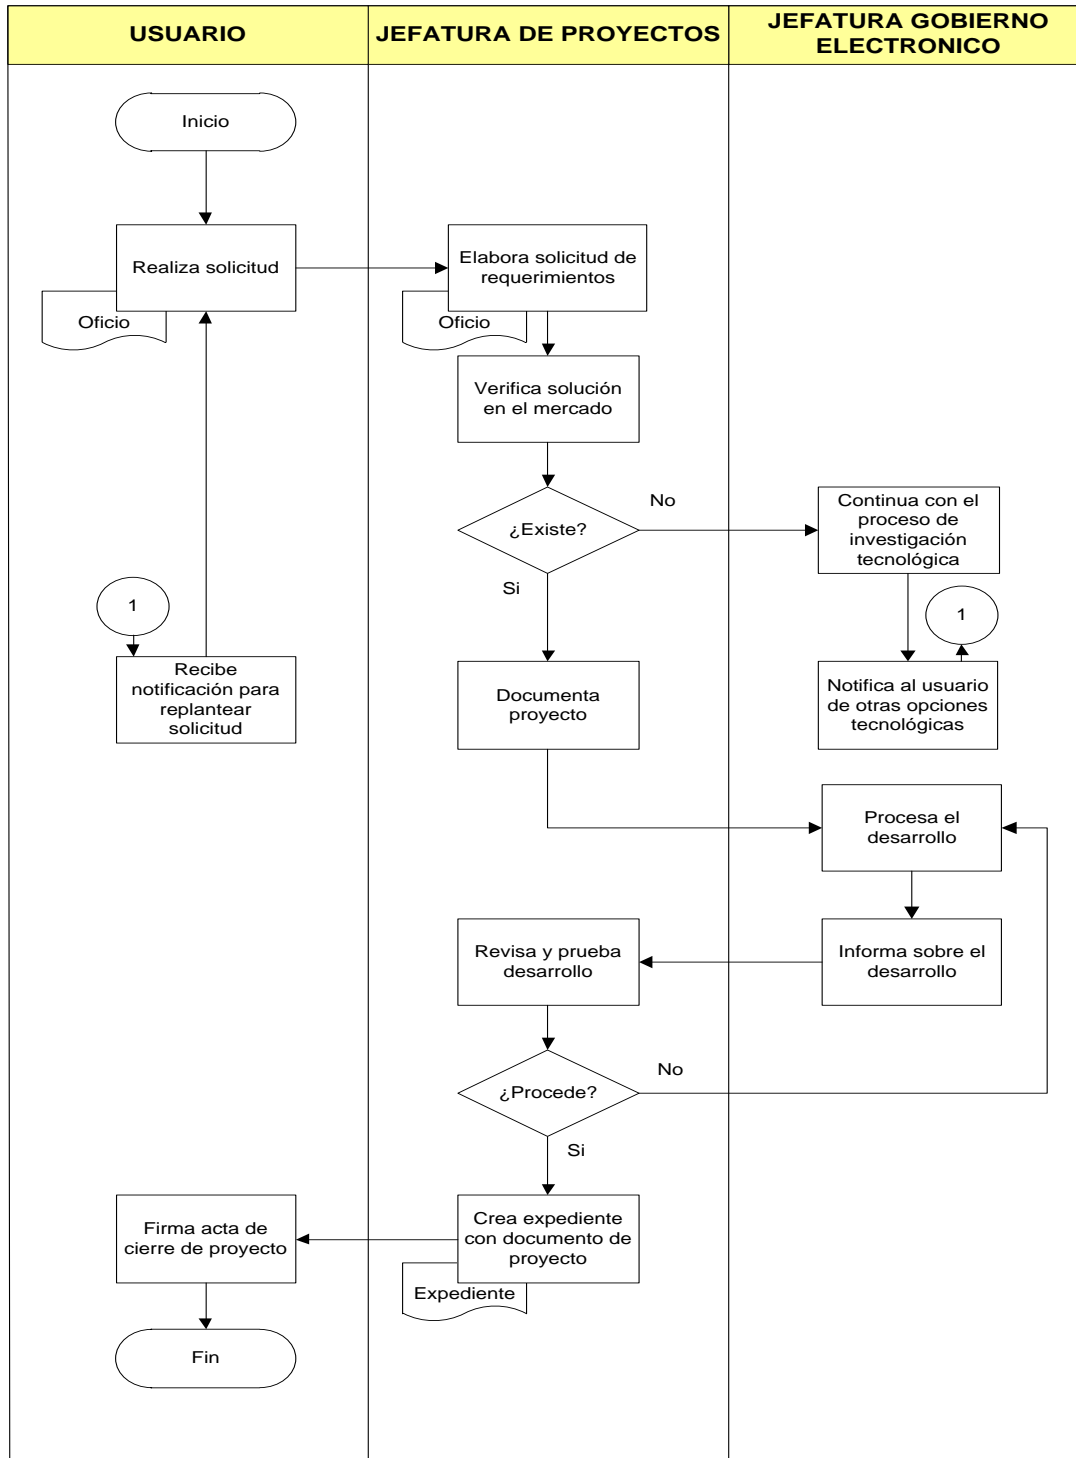 USUARIO
JEFATURA DE PROYECTOS
JEFATURA GOBIERNO
ELECTRONICO
Inicio
Realiza solicitud
Oficio
Elabora solicitud de
requerimientos
Oficio
Verifica solución
en el mercado
¿Existe?
No
Si
Continua con el
proceso de
investigación
tecnológica
1
1
Recibe
notificación para
replantear
solicitud
Documenta
proyecto
Notifica al usuario
de otras opciones
tecnológicas
Procesa el
desarrollo
Revisa y prueba
desarrollo
Informa sobre el
desarrollo
¿Procede?
No
Si
Firma acta de
cierre de proyecto
Crea expediente
con documento de
proyecto
Expediente
Fin